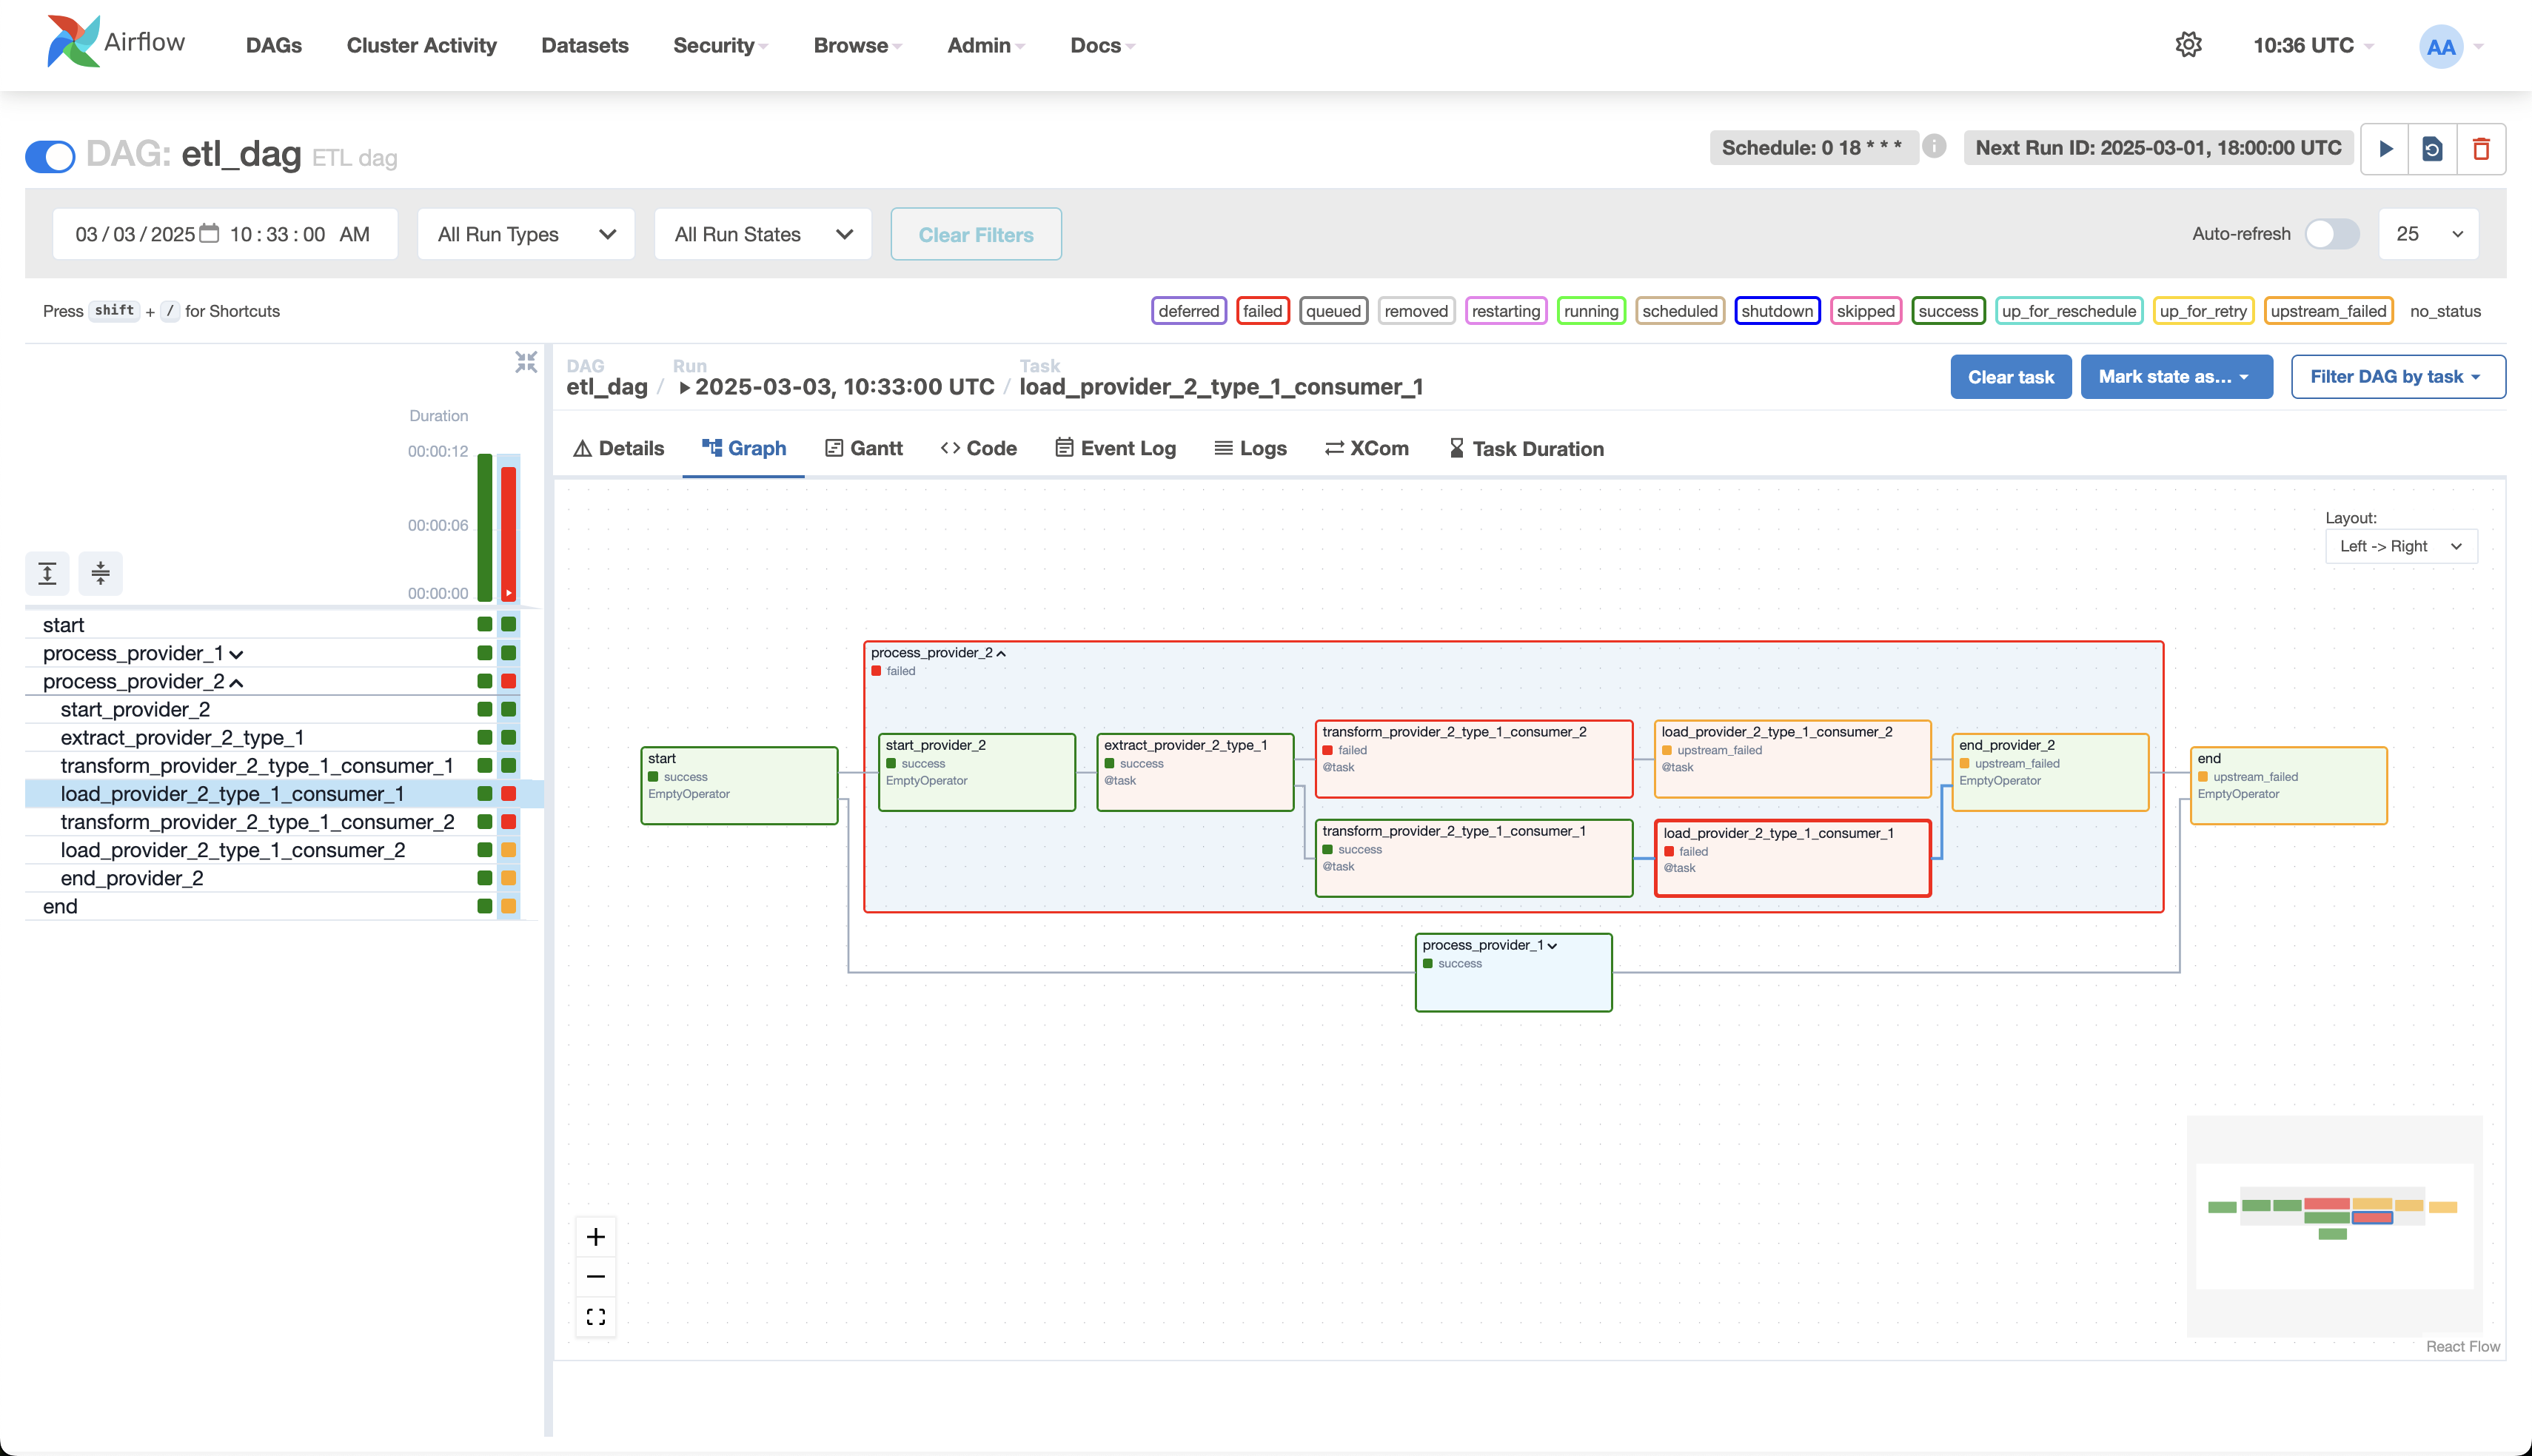 Airflow DAGs Cluster Activity Datasets Security Browse Admin Docs 10:36 UTC AA
DAG: etl_dag ETL dag Schedule: 0 18 * * * Next Run ID: 2025-03-01, 18:00:00 UTC
03/03/2025 10:33:00 AM All Run Types All Run States Clear Filters Auto-refresh 25
Press shift + / for Shortcuts deferred failed queued removed restarting running scheduled shutdown skipped success up_for_reschedule up_for_retry upstream_failed no_status
Duration
00:00:12
00:00:06
00:00:00
start
process_provider_1
process_provider_2
start_provider_2
extract_provider_2_type_1
transform_provider_2_type_1_consumer_1
load_provider_2_type_1_consumer_1
transform_provider_2_type_1_consumer_2
load_provider_2_type_1_consumer_2
end_provider_2
end
DAG Run Task
etl_dag / 2025-03-03, 10:33:00 UTC / load_provider_2_type_1_consumer_1
Clear task Mark state as... Filter DAG by task
Details Graph Gantt Code Event Log Logs XCom Task Duration
Layout:
Left -> Right
process_provider_2
failed
start
success
EmptyOperator
start_provider_2
success
EmptyOperator
extract_provider_2_type_1
success
@task
transform_provider_2_type_1_consumer_2
failed
@task
load_provider_2_type_1_consumer_2
upstream_failed
@task
transform_provider_2_type_1_consumer_1
success
@task
load_provider_2_type_1_consumer_1
failed
@task
end_provider_2
upstream_failed
EmptyOperator
end
upstream_failed
EmptyOperator
process_provider_1
success
React Flow